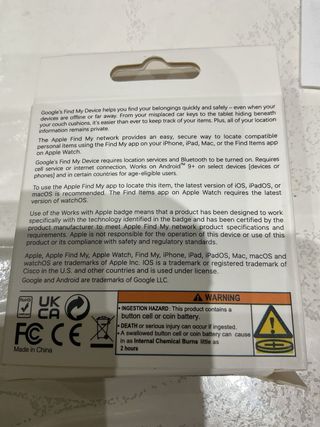 Google's Find My Device helps you find your belongings quickly and safely – even when your
devices are offline or far away. From your misplaced car keys to the tablet hiding beneath
your couch cushions, it's easier than ever to keep track of your items. Plus, all of your location
information remains private.
The Apple Find My network provides an easy, secure way to locate compatible
personal items using the Find My app on your iPhone, iPad, Mac, or the Find Items app
on Apple Watch.
Google's Find My Device requires location services and Bluetooth to be turned on. Requires
cell service or internet connection, Works on Android™ 9+ on select devices [devices or
phones] and in certain countries for age-eligible users.
To use the Apple Find My app to locate this item, the latest version of iOS, iPadOS, or
macOS is recommended. The Find Items app on Apple Watch requires the latest
version of watchOS.
Use of the Works with Apple badge means that a product has been designed to work
specifically with the technology identified in the badge and has been certified by the
product manufacturer to meet Apple Find My network product specifications and
requirements. Apple is not responsible for the operation of this device or use of this
product or its compliance with safety and regulatory standards.
Apple, Apple Find My, Apple Watch, Find My, iPhone, iPad, iPadOS, Mac, macOS and
watchOS are trademarks of Apple Inc. IOS is a trademark or registered trademark of
Cisco in the U.S. and other countries and is used under license.
Google and Android are trademarks of Google LLC.
RoHS
UK
CA
FC CE
Made in China
WARNING
• INGESTION HAZARD: This product contains a
button cell or coin battery.
• DEATH or serious injury can occur if ingested.
• A swallowed button cell or coin battery can cause
in as Internal Chemical Burns little as
2 hours